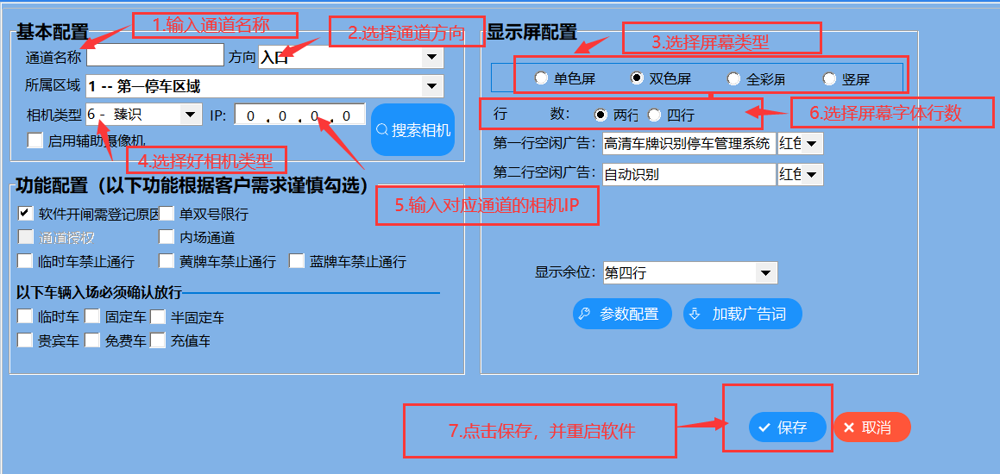 基本配置
1.输入通道名称
通道名称
方向
入口
2.选择通道方向
所属区域
1 -- 第一停车区域
相机类型
6 - 臻识
IP:
0 . 0 . 0 . 0
搜索相机
启用辅助摄像机
4.选择好相机类型
5.输入对应通道的相机IP
功能配置（以下功能根据客户需求谨慎勾选）
软件开闸需登记原因
单双号限行
通道授权
内场通道
临时车禁止通行
黄牌车禁止通行
蓝牌车禁止通行
以下车辆入场必须确认放行
临时车
固定车
半固定车
贵宾车
免费车
充值车
显示屏配置
3.选择屏幕类型
单色屏
双色屏
全彩屏
竖屏
行 数:
两行
四行
6.选择屏幕字体行数
第一行空闲广告:
高清车牌识别停车管理系统
红色
第二行空闲广告:
自动识别
红色
显示余位:
第四行
参数配置
加载广告词
7.点击保存，并重启软件
保存
取消